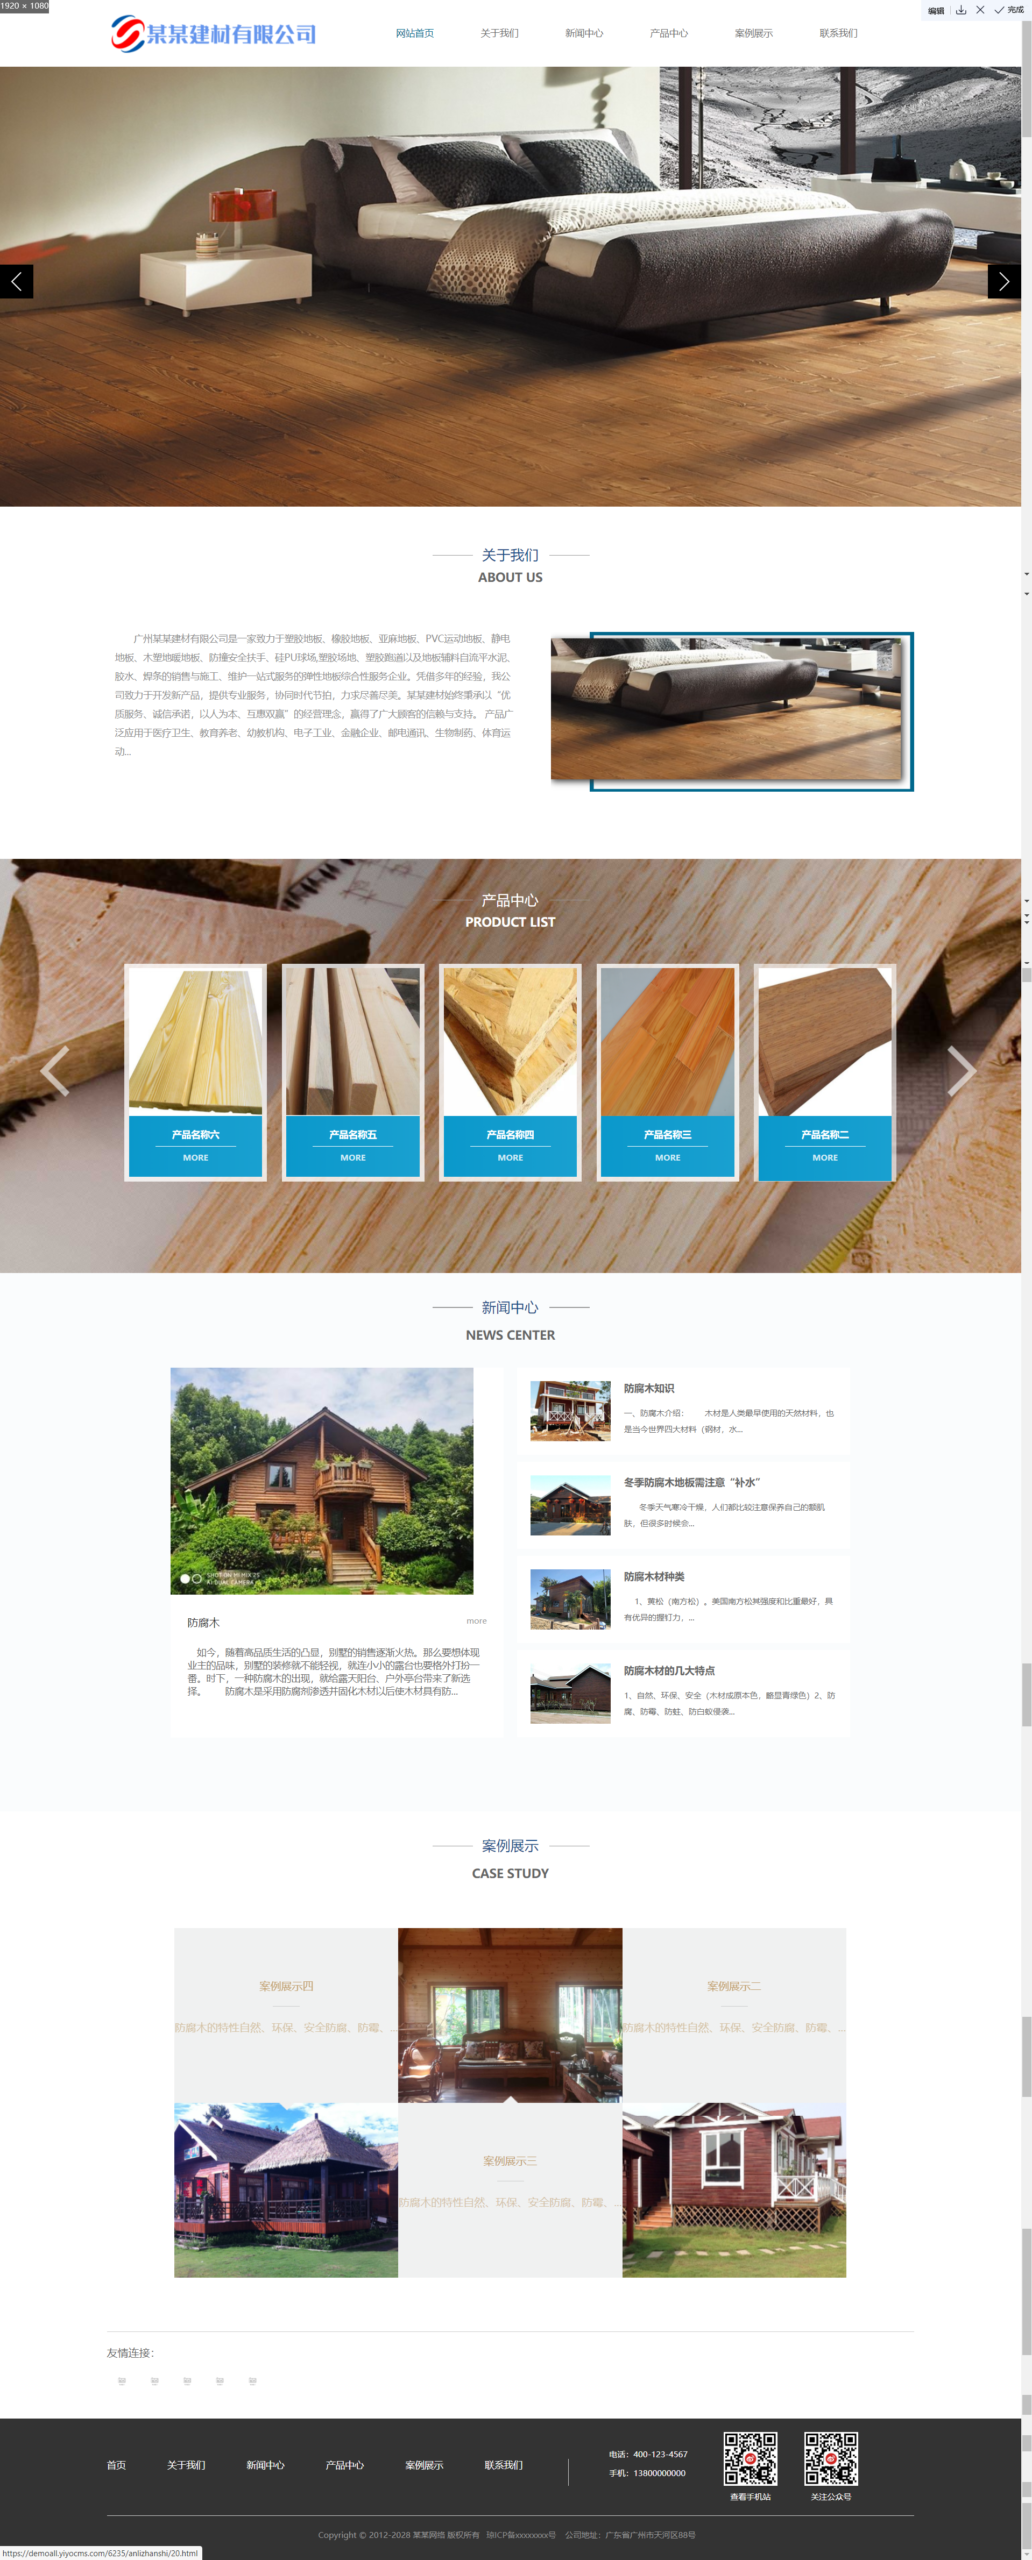 1920 × 1080
编辑
完成
某某建材有限公司
网站首页
关于我们
新闻中心
产品中心
案例展示
联系我们
关于我们
ABOUT US
广州某某建材有限公司是一家致力于塑胶地板、橡胶地板、亚麻地板、PVC运动地板、静电
地板、木塑地暖地板、防撞安全扶手、硅PU球场,塑胶场地、塑胶跑道以及地板辅料自流平水泥、
胶水、焊条的销售与施工、维护一站式服务的弹性地板综合性服务企业。凭借多年的经验，我公
司致力于开发新产品，提供专业服务，协同时代节拍，力求尽善尽美。某某建材始终秉承以“优
质服务、诚信承诺，以人为本、互惠双赢”的经营理念，赢得了广大顾客的信赖与支持。 产品广
泛应用于医疗卫生、教育养老、幼教机构、电子工业、金融企业、邮电通讯、生物制药、体育运
动...
产品中心
PRODUCT LIST
产品名称六
MORE
产品名称五
MORE
产品名称四
MORE
产品名称三
MORE
产品名称二
MORE
新闻中心
NEWS CENTER
SHOT ON MI MIX 2S
AI DUAL CAMERA
防腐木
more
如今，随着高品质生活的凸显，别墅的销售逐渐火热。那么要想体现
业主的品味，别墅的装修就不能轻视，就连小小的露台也要格外打扮一
番。时下，一种防腐木的出现，就给露天阳台、户外亭台带来了新选
择。 防腐木是采用防腐剂渗透并固化木材以后使木材具有防...
防腐木知识
一、防腐木介绍： 木材是人类最早使用的天然材料，也
是当今世界四大材料（钢材，水...
冬季防腐木地板需注意“补水”
冬季天气寒冷干燥，人们都比较注意保养自己的额肌
肤，但很多时候会...
防腐木材种类
1、黄松（南方松）。美国南方松其强度和比重最好，具
有优异的握钉力，...
防腐木材的几大特点
1、自然、环保、安全（木材成原本色，略显青绿色）2、防
腐、防霉、防蛀、防白蚁侵袭...
案例展示
CASE STUDY
案例展示四
防腐木的特性自然、环保、安全防腐、防霉、...
案例展示二
防腐木的特性自然、环保、安全防腐、防霉、...
案例展示三
防腐木的特性自然、环保、安全防腐、防霉、...
友情连接：
首页
关于我们
新闻中心
产品中心
案例展示
联系我们
电话：400-123-4567
手机：13800000000
查看手机站
关注公众号
Copyright © 2012-2028 某某网络 版权所有 琼ICP备xxxxxxxx号 公司地址：广东省广州市天河区88号
https://demoall.yiyocms.com/6235/anlizhanshi/20.html